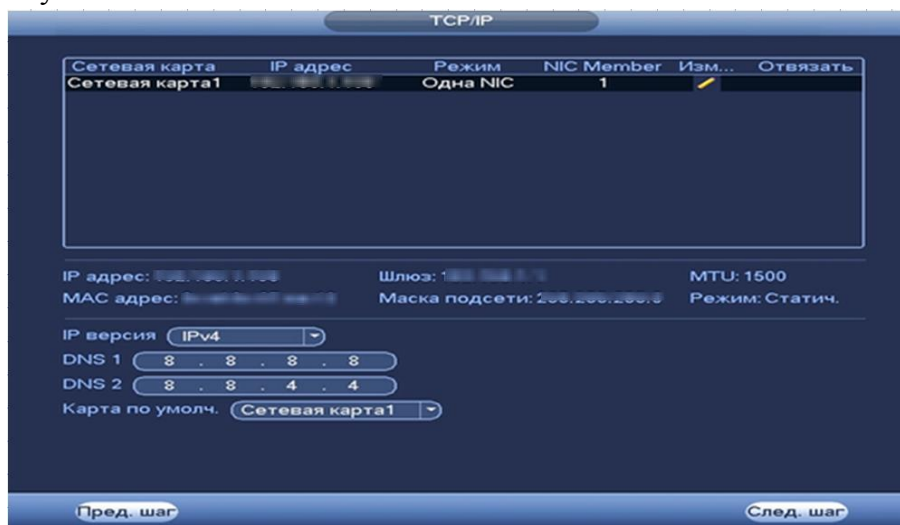 TCP/IP
Сетевая карта IP адрес Режим NIC Member Изм... Отвязать
Сетевая карта1 Одна NIC 1
IP адрес: Шлюз: MTU: 1500
MAC адрес: Маска подсети: Режим: Статич.
IP версия IPv4
DNS 1 8 . 8 . 8 . 8
DNS 2 8 . 8 . 4 . 4
Карта по умолч. Сетевая карта1
Пред. шаг След. шаг